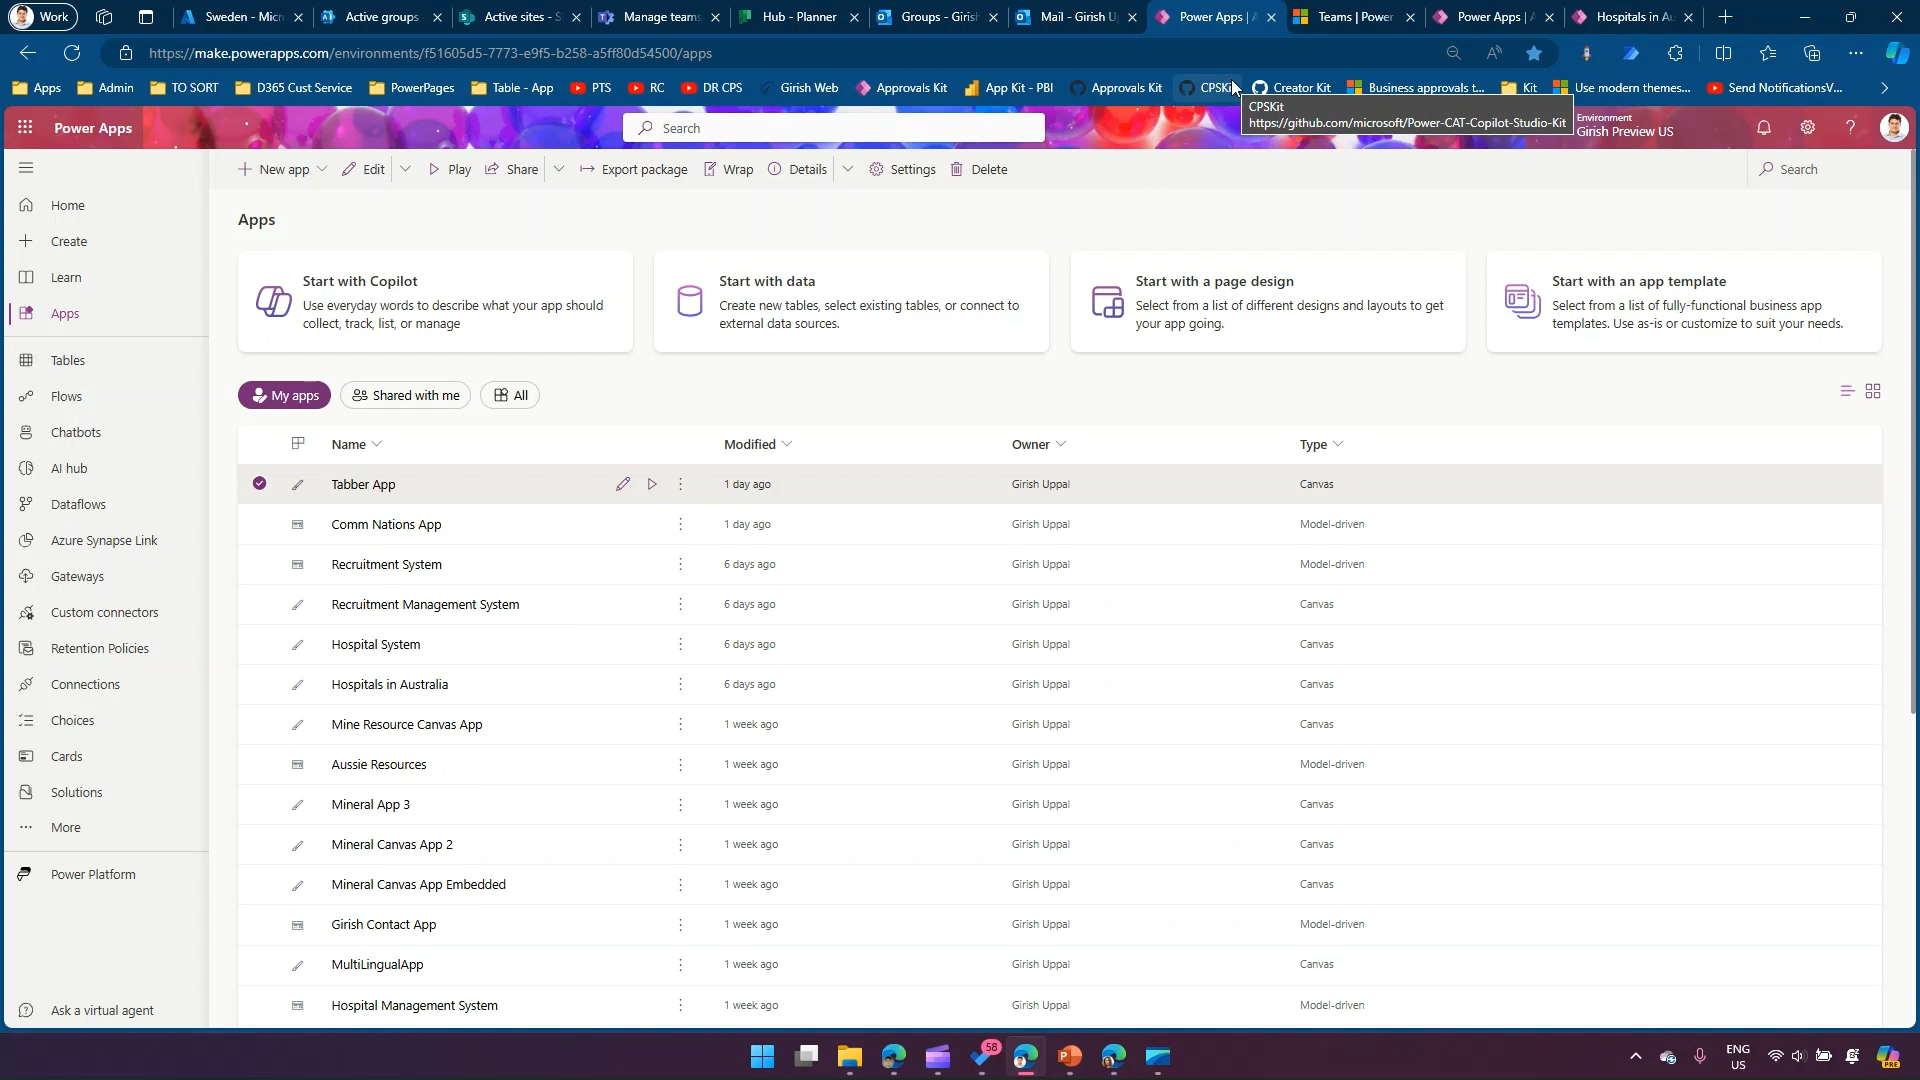 Work
Sweden - Micr
Active groups
Active sites - S
Manage teams
Hub - Planner
Groups - Girish
Mail - Girish U
Power Apps | A
Teams | Power
Power Apps | A
Hospitals in Au
https://make.powerapps.com/environments/f51605d5-7773-e9f5-b258-a5ff80d54500/apps
Apps
Admin
TO SORT
D365 Cust Service
PowerPages
Table - App
PTS
RC
DR CPS
Girish Web
Approvals Kit
App Kit - PBI
Approvals Kit
CPSKit
Creator Kit
Business approvals t...
Kit
Use modern themes...
Send NotificationsV...
CPSKit
https://github.com/microsoft/Power-CAT-Copilot-Studio-Kit
Power Apps
Search
Environment
Girish Preview US
New app
Edit
Play
Share
Export package
Wrap
Details
Settings
Delete
Search
Home
Create
Learn
Apps
Tables
Flows
Chatbots
AI hub
Dataflows
Azure Synapse Link
Gateways
Custom connectors
Retention Policies
Connections
Choices
Cards
Solutions
More
Power Platform
Ask a virtual agent
Apps
Start with Copilot
Use everyday words to describe what your app should
collect, track, list, or manage
Start with data
Create new tables, select existing tables, or connect to
external data sources.
Start with a page design
Select from a list of different designs and layouts to get
your app going.
Start with an app template
Select from a list of fully-functional business app
templates. Use as-is or customize to suit your needs.
My apps
Shared with me
All
Name Modified Owner Type
Tabber App 1 day ago Girish Uppal Canvas
Comm Nations App 1 day ago Girish Uppal Model-driven
Recruitment System 6 days ago Girish Uppal Model-driven
Recruitment Management System 6 days ago Girish Uppal Canvas
Hospital System 6 days ago Girish Uppal Canvas
Hospitals in Australia 6 days ago Girish Uppal Canvas
Mine Resource Canvas App 1 week ago Girish Uppal Canvas
Aussie Resources 1 week ago Girish Uppal Model-driven
Mineral App 3 1 week ago Girish Uppal Canvas
Mineral Canvas App 2 1 week ago Girish Uppal Canvas
Mineral Canvas App Embedded 1 week ago Girish Uppal Canvas
Girish Contact App 1 week ago Girish Uppal Model-driven
MultiLingualApp 1 week ago Girish Uppal Canvas
Hospital Management System 1 week ago Girish Uppal Model-driven
58
ENG
US
PRE